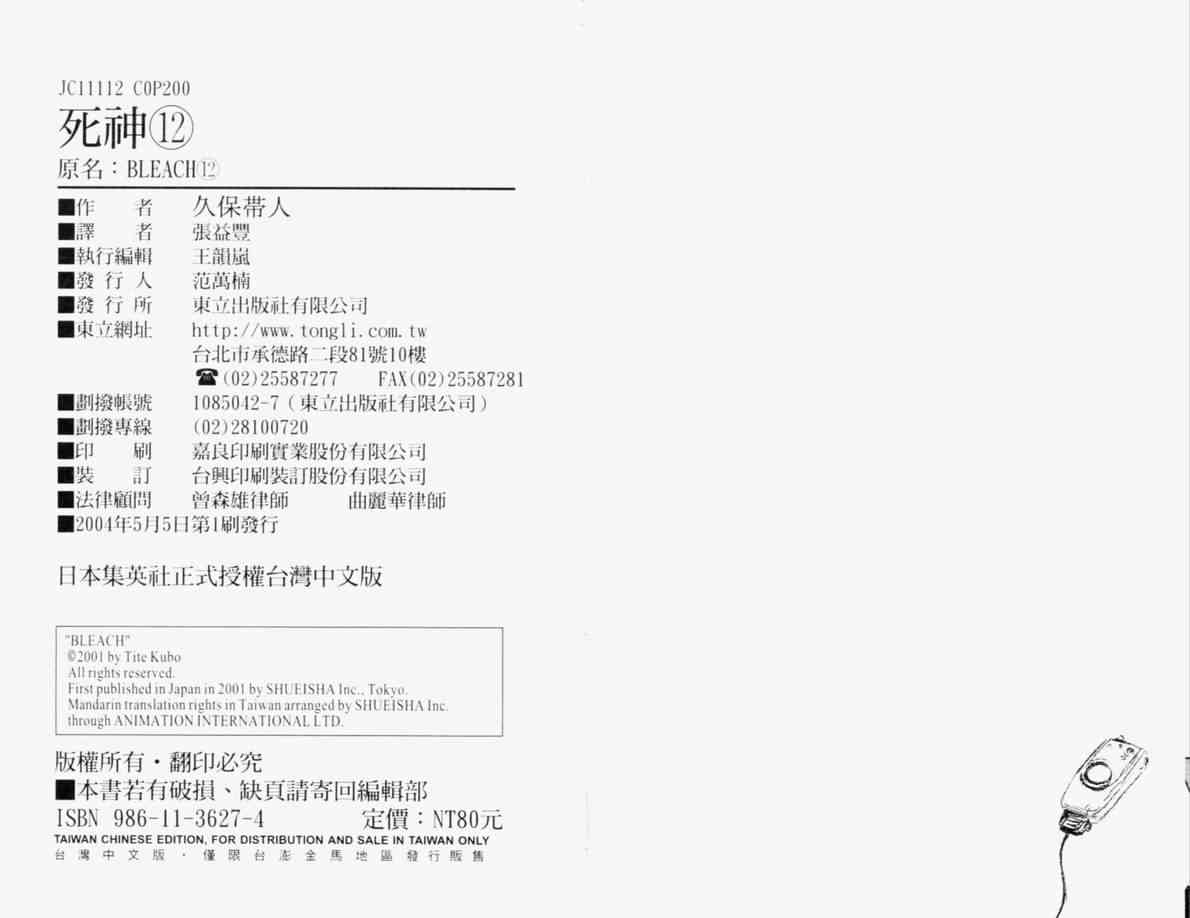 JC11112 C0P200
死神⑫
原名：BLEACH⑫
■作　者　久保帶人
■譯　者　張益豐
■執行編輯　王韻嵐
■發行人　范萬楠
■發行所　東立出版社有限公司
■東立網址　http://www.tongli.com.tw
台北市承德路二段81號10樓
☎(02)25587277　FAX(02)25587281
■劃撥帳號　1085042-7（東立出版社有限公司）
■劃撥專線　(02)28100720
■印　刷　嘉良印刷實業股份有限公司
■裝　訂　台興印刷裝訂股份有限公司
■法律顧問　曾森雄律師　曲麗華律師
■2004年5月5日第1刷發行
日本集英社正式授權台灣中文版
"BLEACH"
©2001 by Tite Kubo
All rights reserved.
First published in Japan in 2001 by SHUEISHA Inc., Tokyo.
Mandarin translation rights in Taiwan arranged by SHUEISHA Inc.
through ANIMATION INTERNATIONAL LTD.
版權所有・翻印必究
■本書若有破損、缺頁請寄回編輯部
ISBN 986-11-3627-4　定價：NT80元
TAIWAN CHINESE EDITION, FOR DISTRIBUTION AND SALE IN TAIWAN ONLY
台灣中文版・僅限台澎金馬地區發行販售